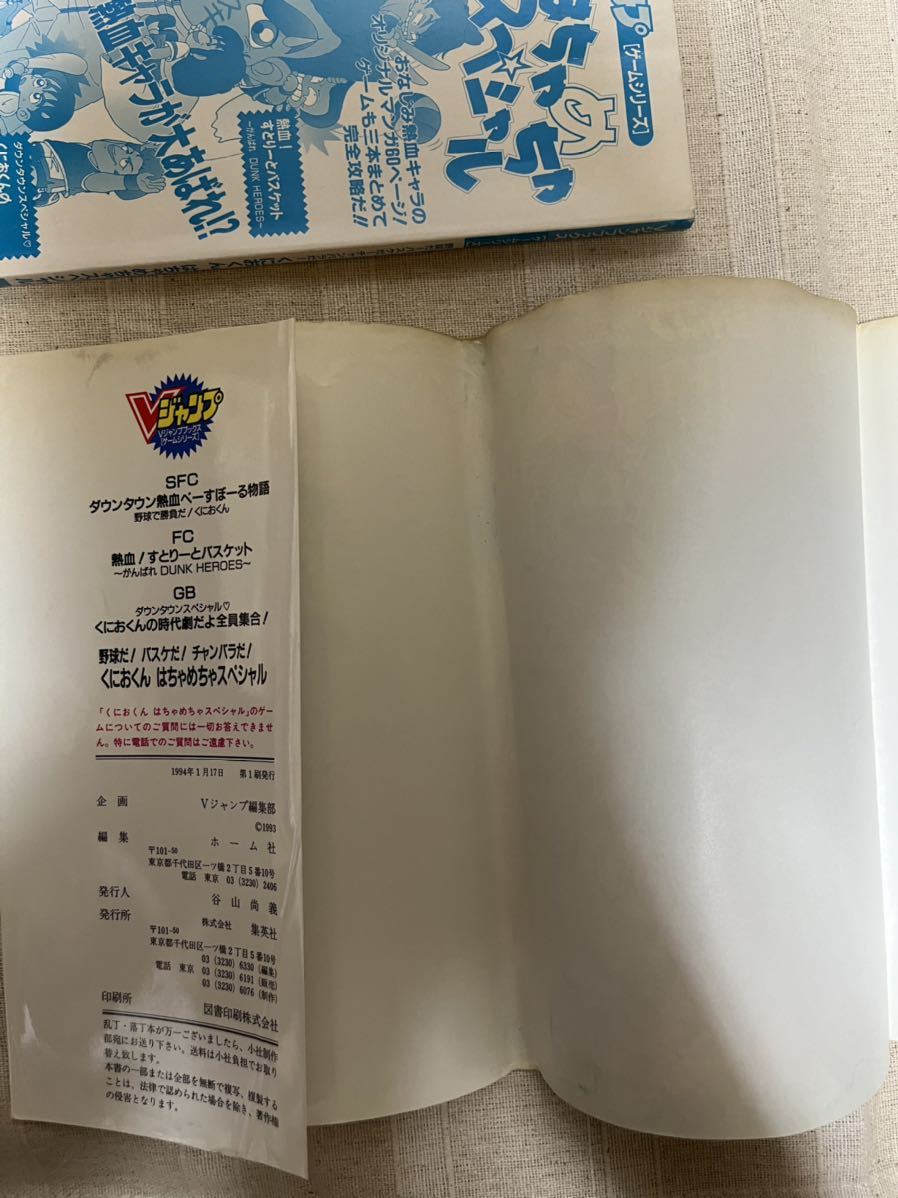 ンプ
[ゲームシリーズ]
ちゃめちゃ
スペシャル
おなじみ熱血キャラの
オリジナルマンガ60ページ!
ゲームも三本まとめて
完全攻略だ!!
熱血!
すとりーとバスケット
~がんばれ DUNK HEROES~
熱血キャラが大あばれ!?
ダウンタウンスペシャル♡
くにおくんの
Vジャンプ
Vジャンプブックス
[ゲームシリーズ]
SFC
ダウンタウン熱血べーすぼーる物語
野球で勝負だ!くにおくん
FC
熱血!すとりーとバスケット
~がんばれ DUNK HEROES~
GB
ダウンタウンスペシャル♡
くにおくんの時代劇だよ全員集合!
野球だ!バスケだ!チャンバラだ!
くにおくん はちゃめちゃスペシャル
「くにおくん はちゃめちゃスペシャル」のゲー
ムについてのご質問には一切お答えできませ
ん。特に電話でのご質問はご遠慮下さい。
1994年1月17日 第1刷発行
企画 Vジャンプ編集部
©1993
編集 ホーム社
〒101-50
東京都千代田区一ツ橋2丁目5番10号
電話 東京 03(3230)2406
発行人 谷山尚義
発行所 株式会社 集英社
〒101-50
東京都千代田区一ツ橋2丁目5番10号
03(3230)6330(編集)
電話 東京 03(3230)6191(販売)
03(3230)6076(制作)
印刷所 図書印刷株式会社
乱丁・落丁本が万一ございましたら、小社制作
部宛にお送り下さい。送料は小社負担でお取り
替え致します。
本書の一部または全部を無断で複写、複製する
ことは、法律で認められた場合を除き、著作権
の侵害となります。